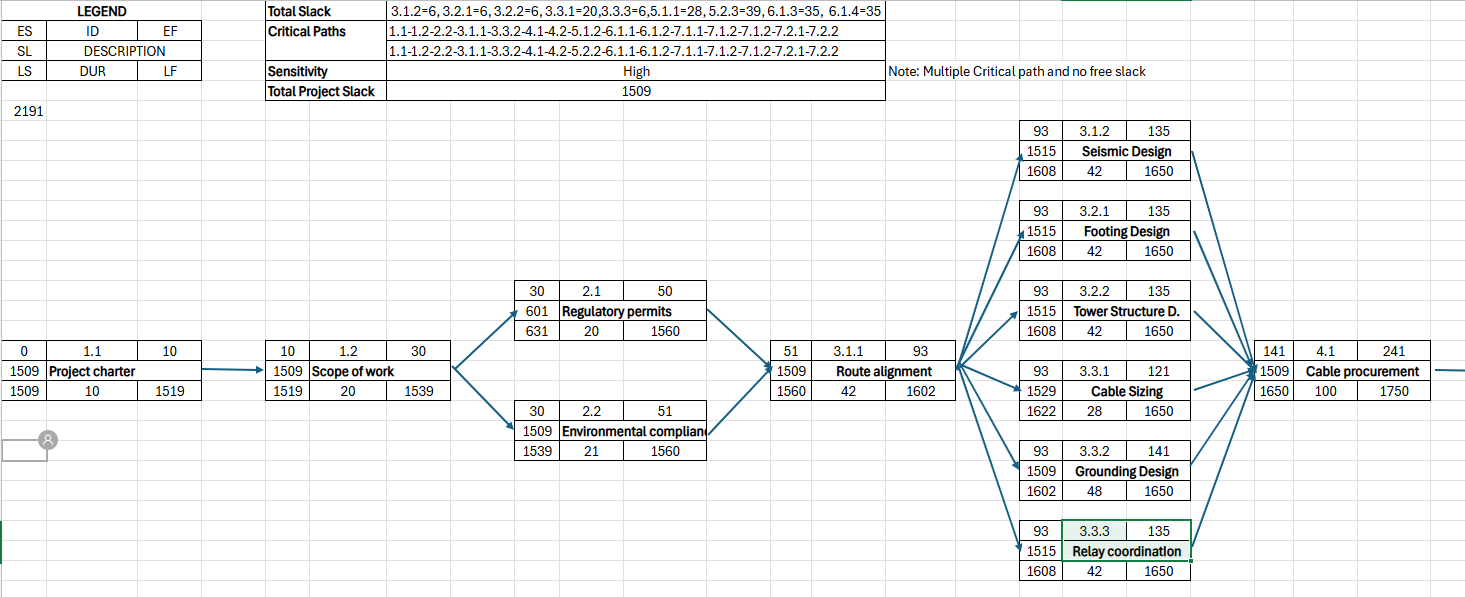 LEGEND
ES ID EF
SL DESCRIPTION
LS DUR LF
Total Slack 3.1.2=6, 3.2.1=6, 3.2.2=6, 3.3.1=20,3.3.3=6,5.1.1=28, 5.2.3=39, 6.1.3=35, 6.1.4=35
Critical Paths 1.1-1.2-2.2-3.1.1-3.3.2-4.1-4.2-5.1.2-6.1.1-6.1.2-7.1.1-7.1.2-7.1.2-7.2.1-7.2.2
1.1-1.2-2.2-3.1.1-3.3.2-4.1-4.2-5.2.2-6.1.1-6.1.2-7.1.1-7.1.2-7.1.2-7.2.1-7.2.2
Sensitivity High
Note: Multiple Critical path and no free slack
Total Project Slack 1509
2191
0 1.1 10
1509 Project charter
1509 10 1519
10 1.2 30
1509 Scope of work
1519 20 1539
30 2.1 50
601 Regulatory permits
631 20 1560
30 2.2 51
1509 Environmental complian
1539 21 1560
51 3.1.1 93
1509 Route alignment
1560 42 1602
93 3.1.2 135
1515 Seismic Design
1608 42 1650
93 3.2.1 135
1515 Footing Design
1608 42 1650
93 3.2.2 135
1515 Tower Structure D.
1608 42 1650
93 3.3.1 121
1529 Cable Sizing
1622 28 1650
93 3.3.2 141
1509 Grounding Design
1602 48 1650
93 3.3.3 135
1515 Relay coordination
1608 42 1650
141 4.1 241
1509 Cable procurement
1650 100 1750